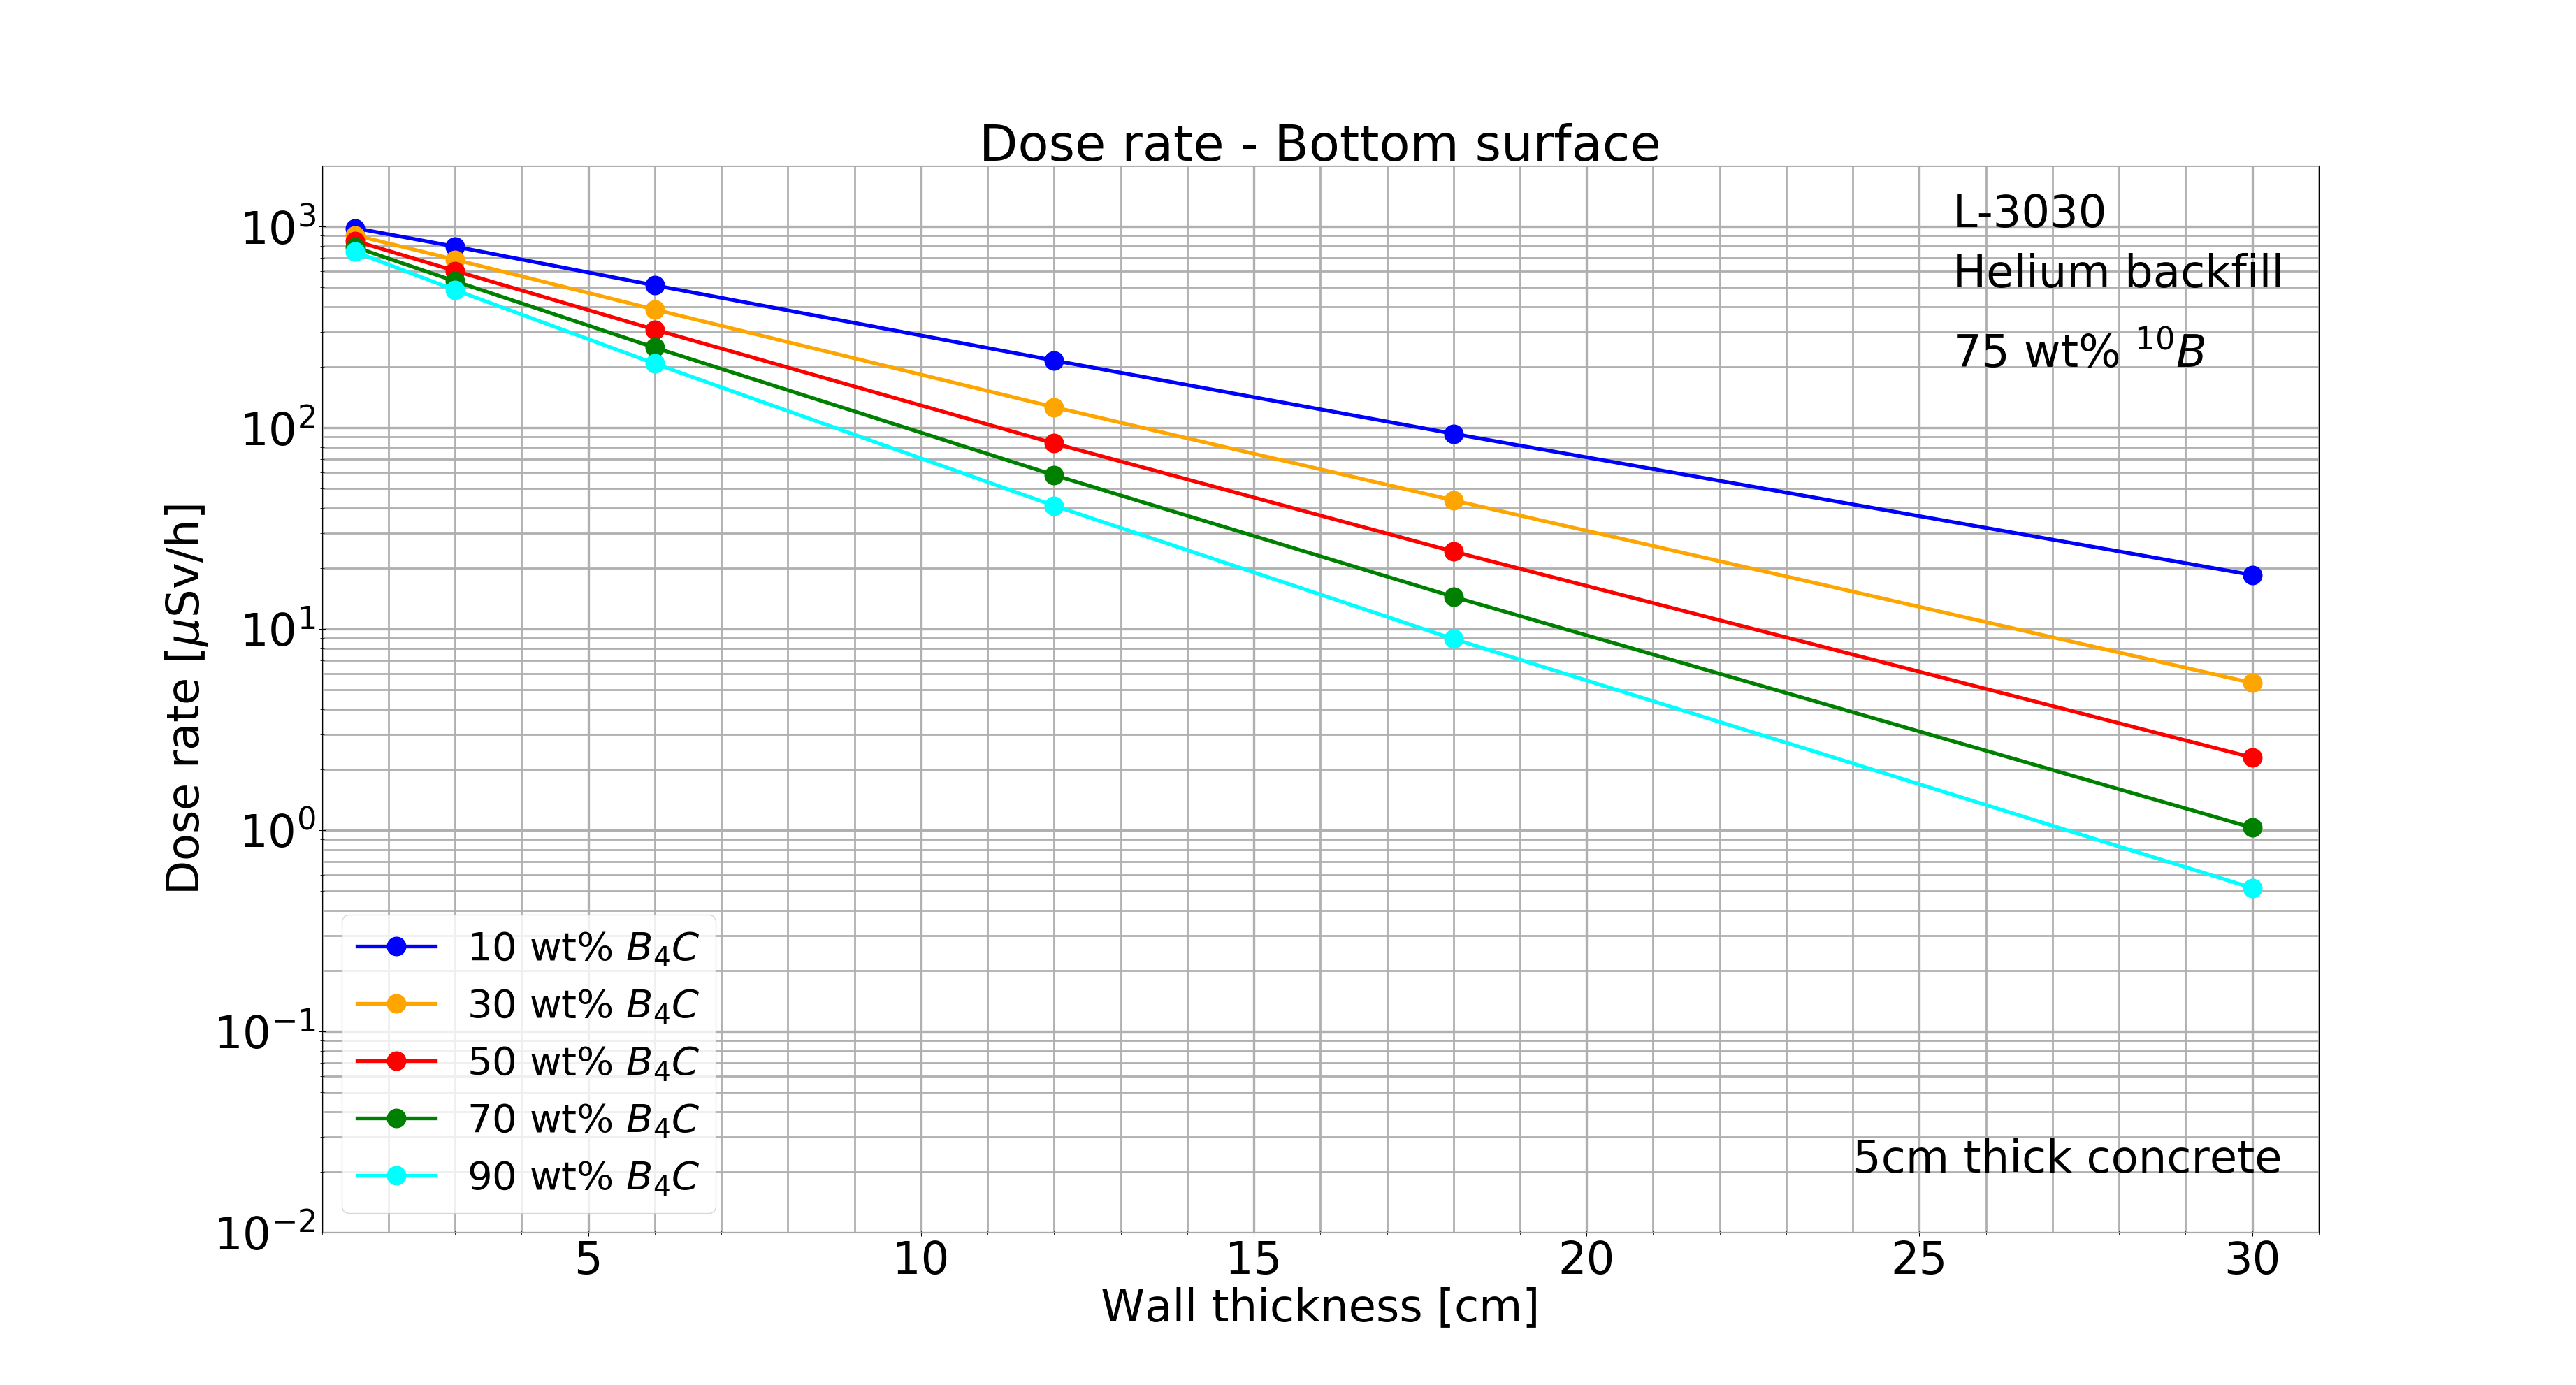 Dose rate - Bottom surface
L-3030
Helium backfill
75 wt% ¹⁰B
10³
10²
10¹
10⁰
10⁻¹
10⁻²
Dose rate [μSv/h]
10 wt% B₄C
30 wt% B₄C
50 wt% B₄C
70 wt% B₄C
90 wt% B₄C
5cm thick concrete
5 10 15 20 25 30
Wall thickness [cm]